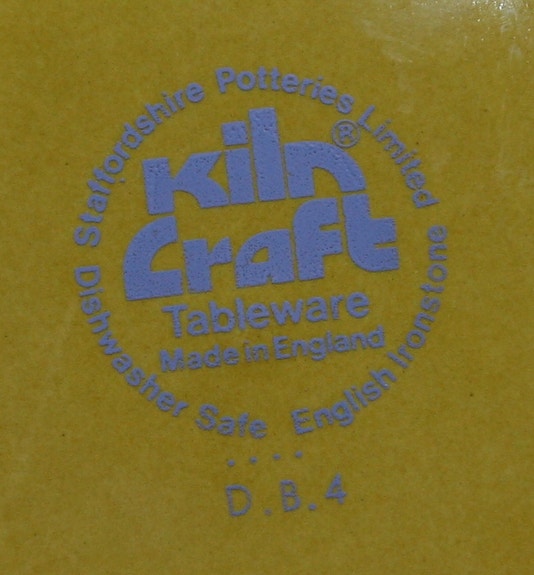 Staffordshire Potteries Limited
Kiln ®
Craft
Tableware
Made in England
Dishwasher Safe English Ironstone
....
D.B.4